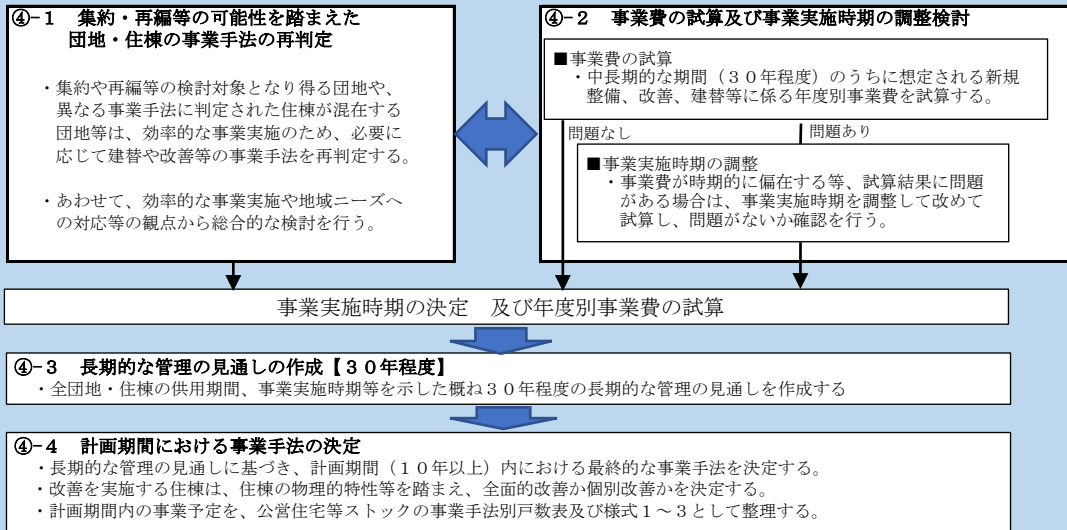 ④-1 集約・再編等の可能性を踏まえた
団地・住棟の事業手法の再判定
・集約や再編等の検討対象となり得る団地や、
異なる事業手法に判定された住棟が混在する
団地等は、効率的な事業実施のため、必要に
応じて建替や改善等の事業手法を再判定する。
・あわせて、効率的な事業実施や地域ニーズへ
の対応等の観点から総合的な検討を行う。
④-2 事業費の試算及び事業実施時期の調整検討
■事業費の試算
・中長期的な期間(30年程度)のうちに想定される新規
整備、改善、建替等に係る年度別事業費を試算する。
問題なし
問題あり
■事業実施時期の調整
・事業費が時期的に偏在する等、試算結果に問題
がある場合は、事業実施時期を調整して改めて
試算し、問題がないか確認を行う。
事業実施時期の決定 及び年度別事業費の試算
④-3 長期的な管理の見通しの作成【30年程度】
・全団地・住棟の供用期間、事業実施時期等を示した概ね30年程度の長期的な管理の見通しを作成する
④-4 計画期間における事業手法の決定
・長期的な管理の見通しに基づき、計画期間(10年以上)内における最終的な事業手法を決定する。
・改善を実施する住棟は、住棟の物理的特性等を踏まえ、全面的改善か個別改善かを決定する。
・計画期間内の事業予定を、公営住宅等ストックの事業手法別戸数表及び様式1~3として整理する。